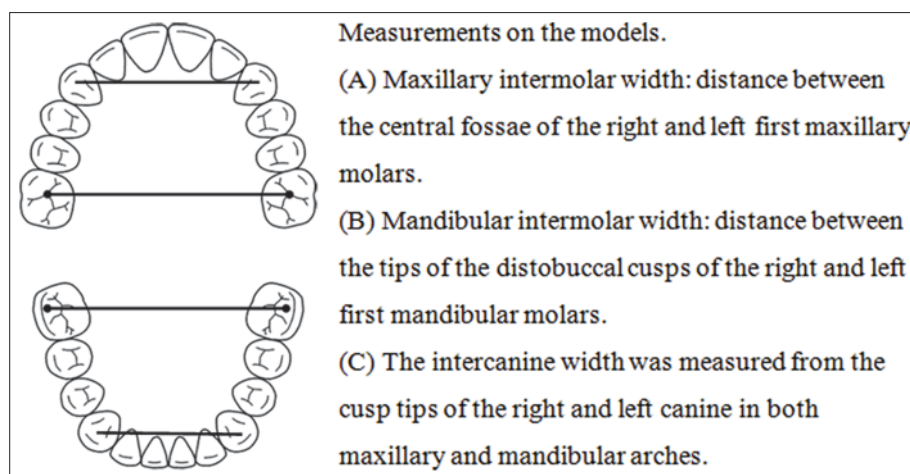 Measurements on the models.
(A) Maxillary intermolar width: distance between
the central fossae of the right and left first maxillary
molars.
(B) Mandibular intermolar width: distance between
the tips of the distobuccal cusps of the right and left
first mandibular molars.
(C) The intercanine width was measured from the
cusp tips of the right and left canine in both
maxillary and mandibular arches.